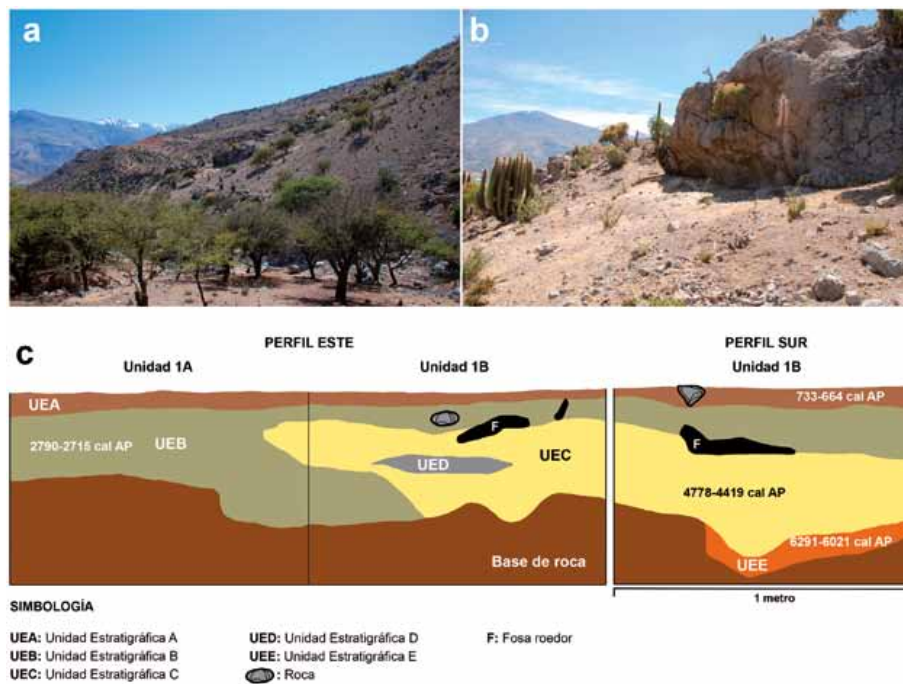 a
b
c
PERFIL ESTE
PERFIL SUR
Unidad 1A
Unidad 1B
Unidad 1B
UEA
733-664 cal AP
2790-2715 cal AP
UEB
F
UEC
F
UED
4778-4419 cal AP
6291-6021 cal AP
Base de roca
UEE
1 metro
SIMBOLOGÍA
UEA: Unidad Estratigráfica A
UED: Unidad Estratigráfica D
F: Fosa roedor
UEB: Unidad Estratigráfica B
UEE: Unidad Estratigráfica E
UEC: Unidad Estratigráfica C
: Roca